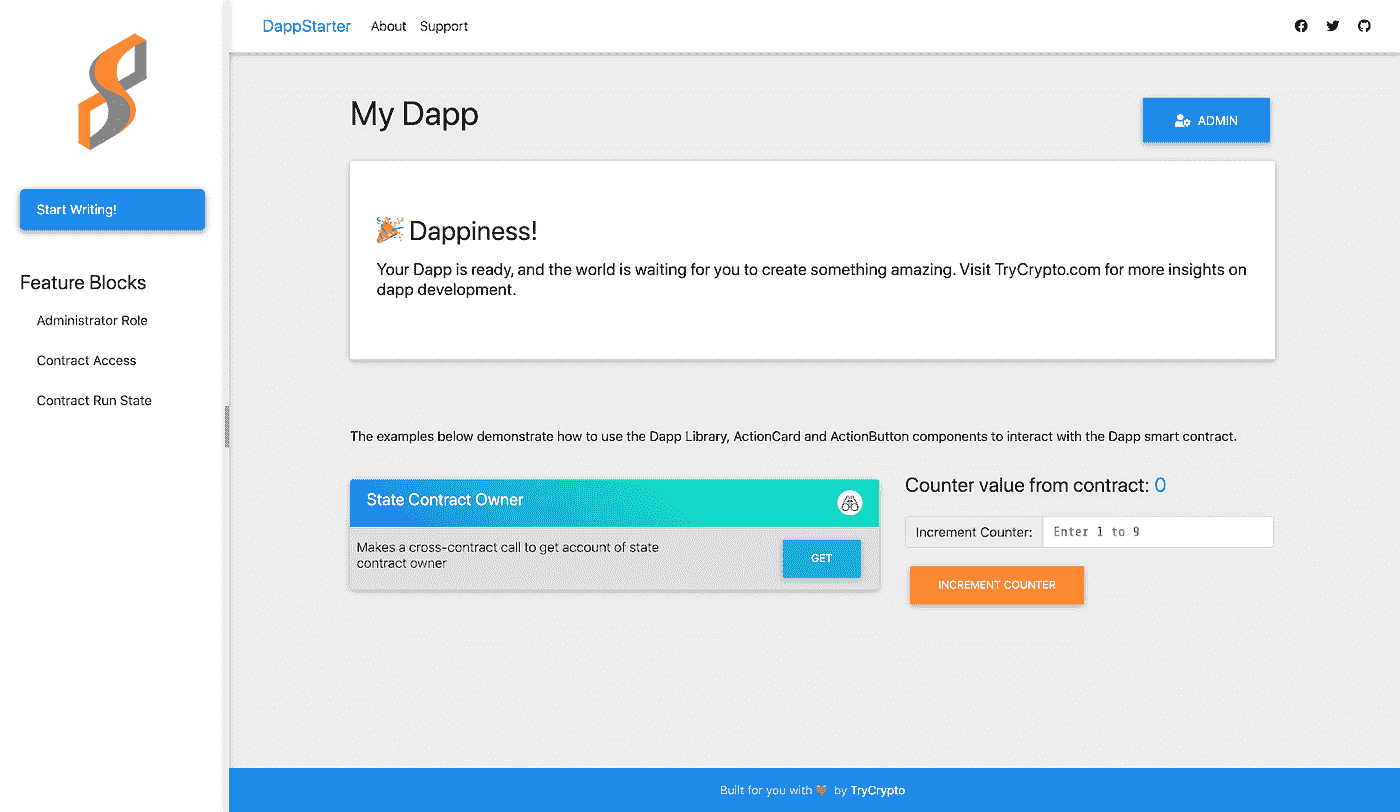 DappStarter About Support
Start Writing!
Feature Blocks
Administrator Role
Contract Access
Contract Run State
My Dapp
ADMIN
🎉 Dappiness!
Your Dapp is ready, and the world is waiting for you to create something amazing. Visit TryCrypto.com for more insights on
dapp development.
The examples below demonstrate how to use the Dapp Library, ActionCard and ActionButton components to interact with the Dapp smart contract.
State Contract Owner
Makes a cross-contract call to get account of state
contract owner
GET
Counter value from contract: 0
Increment Counter: Enter 1 to 9
INCREMENT COUNTER
Built for you with 🧡 by TryCrypto